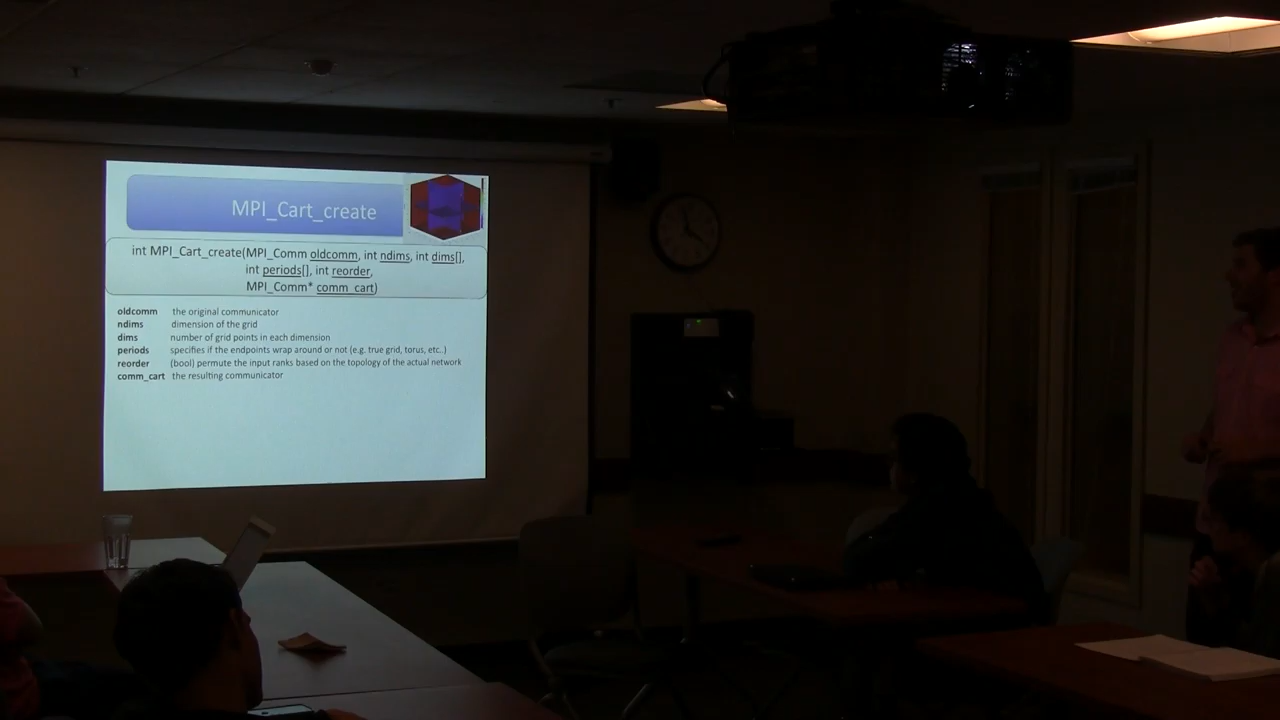 MPI_Cart_create
int MPI_Cart_create(MPI_Comm oldcomm, int ndims, int dims[],
int periods[], int reorder,
MPI_Comm* comm_cart)
oldcomm the original communicator
ndims dimension of the grid
dims number of grid points in each dimension
periods specifies if the endpoints wrap around or not (e.g. true grid, torus, etc..)
reorder (bool) permute the input ranks based on the topology of the actual network
comm_cart the resulting communicator